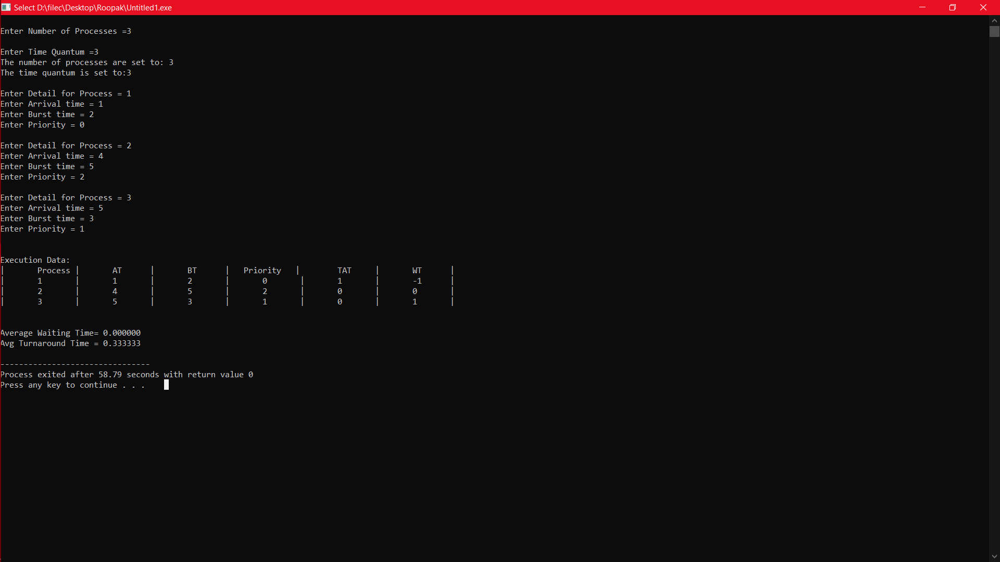 Select D:\filec\Desktop\Roopak\Untitled1.exe
Enter Number of Processes =3
Enter Time Quantum =3
The number of processes are set to: 3
The time quantum is set to:3
Enter Detail for Process = 1
Enter Arrival time = 1
Enter Burst time = 2
Enter Priority = 0
Enter Detail for Process = 2
Enter Arrival time = 4
Enter Burst time = 5
Enter Priority = 2
Enter Detail for Process = 3
Enter Arrival time = 5
Enter Burst time = 3
Enter Priority = 1
Execution Data:
| Process | AT | BT | Priority | TAT | WT |
| 1 | 1 | 2 | 0 | 1 | -1 |
| 2 | 4 | 5 | 2 | 0 | 0 |
| 3 | 5 | 3 | 1 | 0 | 1 |
Average Waiting Time= 0.000000
Avg Turnaround Time = 0.333333
--------------------------------
Process exited after 58.79 seconds with return value 0
Press any key to continue . . .